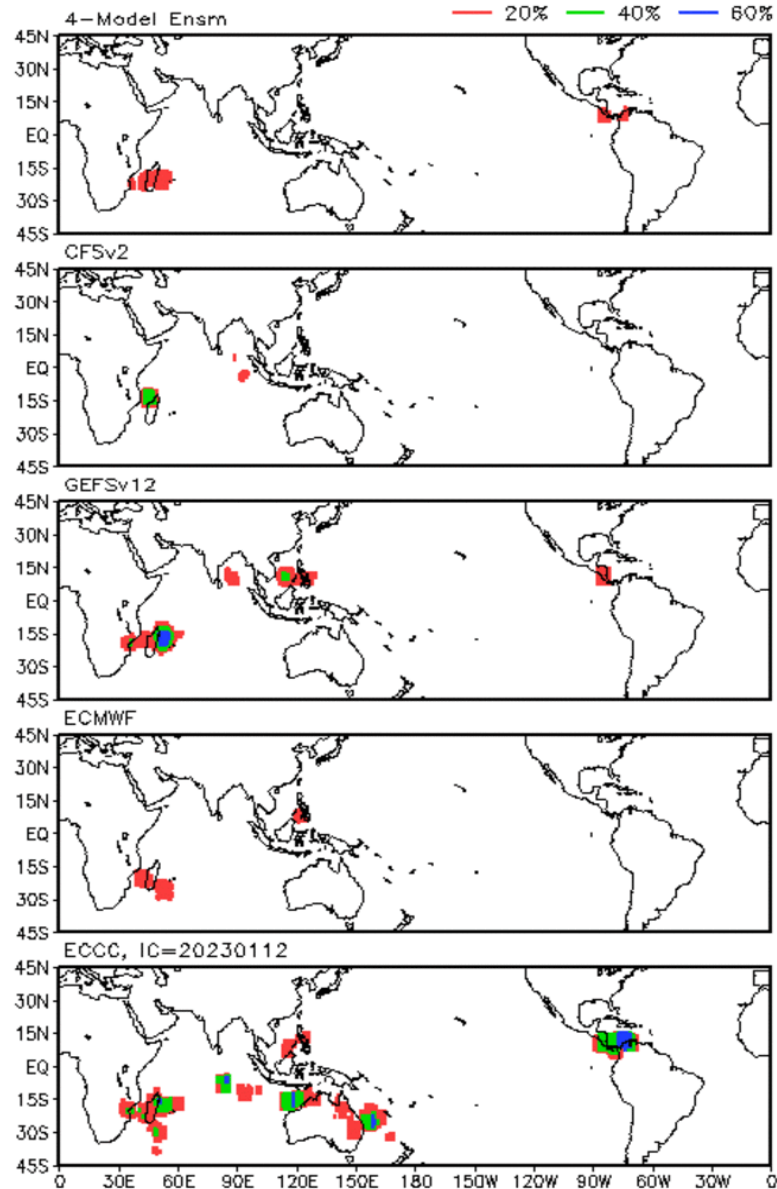 4-Model Ensm 20% 40% 60%
45N
30N
15N
EQ
15S
30S
45S
CFSv2
45N
30N
15N
EQ
15S
30S
45S
GEFSv12
45N
30N
15N
EQ
15S
30S
45S
ECMWF
45N
30N
15N
EQ
15S
30S
45S
ECCC, IC=20230112
45N
30N
15N
EQ
15S
30S
45S
0 30E 60E 90E 120E 150E 180 150W 120W 90W 60W 30W 0